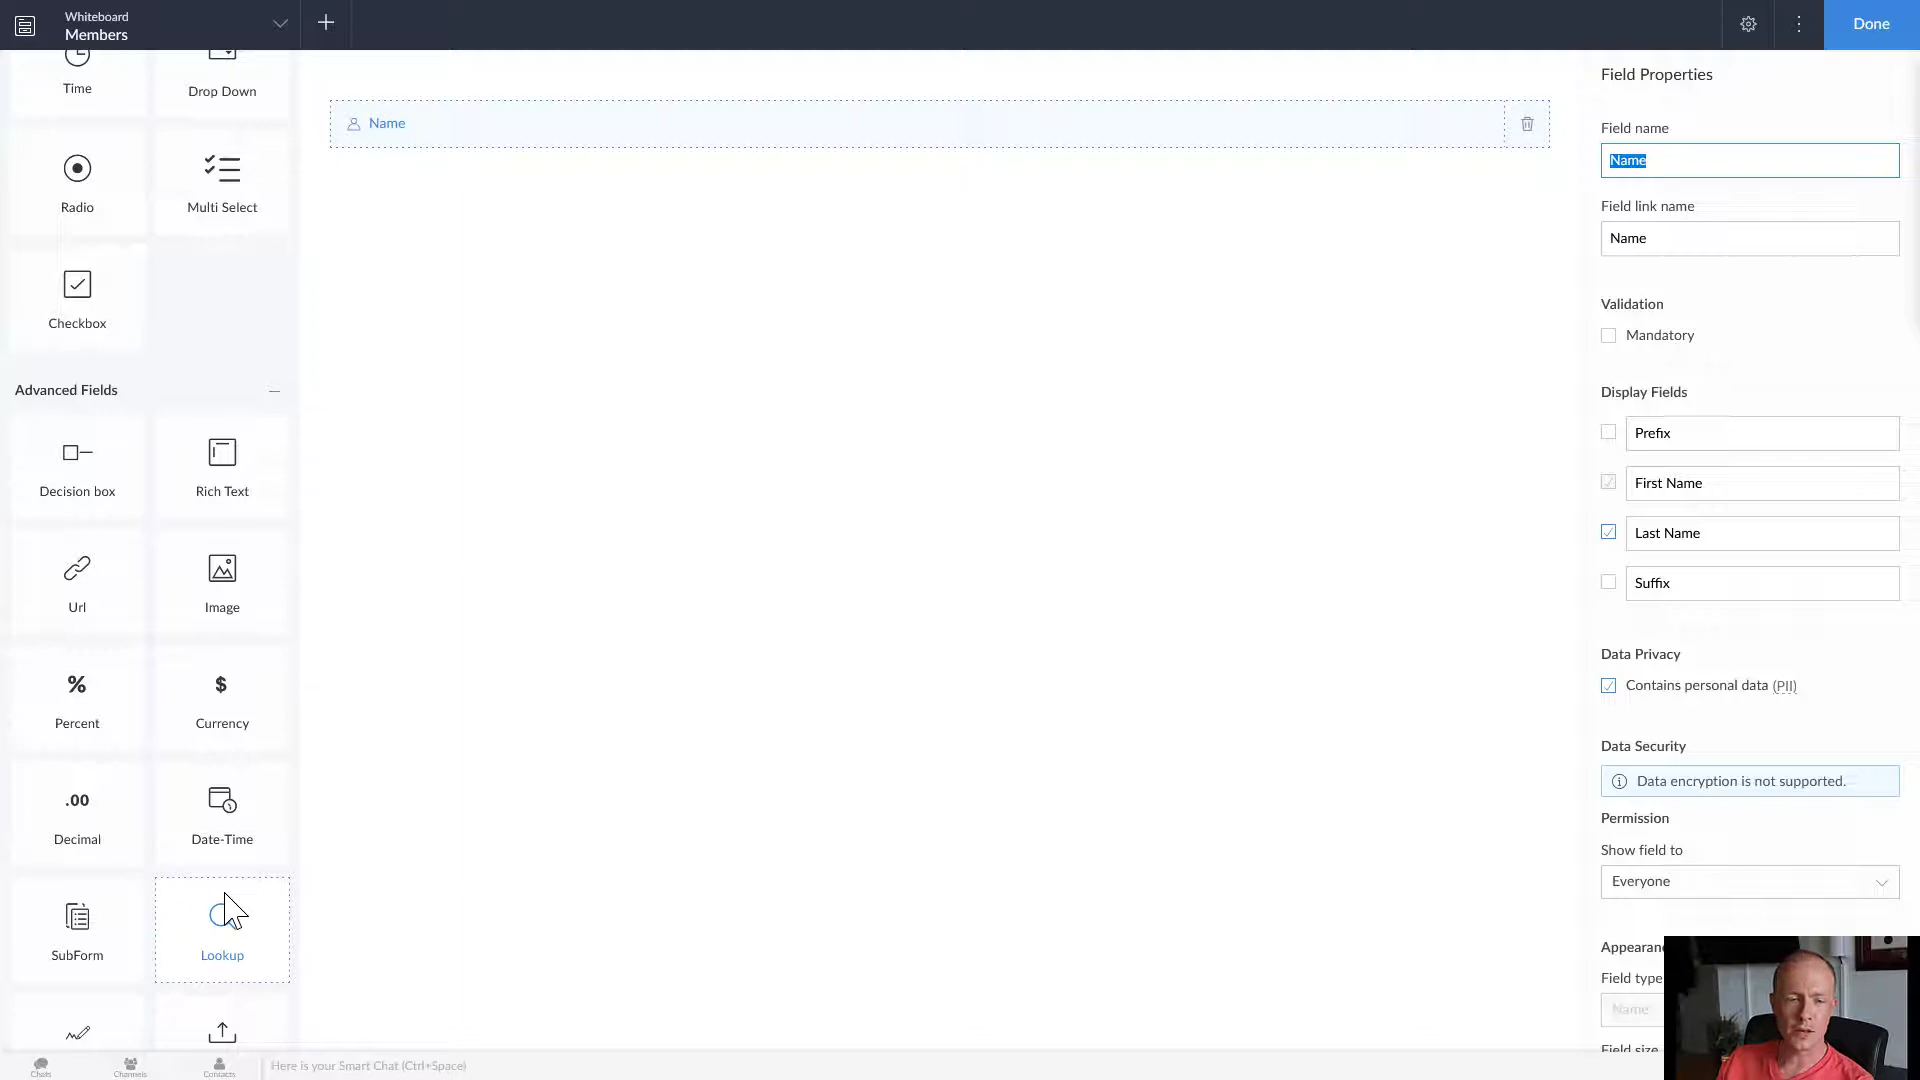 Whiteboard
Members
Done
Time
Drop Down
Radio
Multi Select
Checkbox
Advanced Fields
Decision box
Rich Text
Url
Image
%
$
Percent
Currency
.00
Decimal
Date-Time
SubForm
Lookup
Name
Field Properties
Field name
Name
Field link name
Name
Validation
Mandatory
Display Fields
Prefix
First Name
Last Name
Suffix
Data Privacy
Contains personal data (PII)
Data Security
Data encryption is not supported.
Permission
Show field to
Everyone
Field type
Name
Field size
Chats
Channels
Contacts
Here is your Smart Chat (Ctrl+Space)